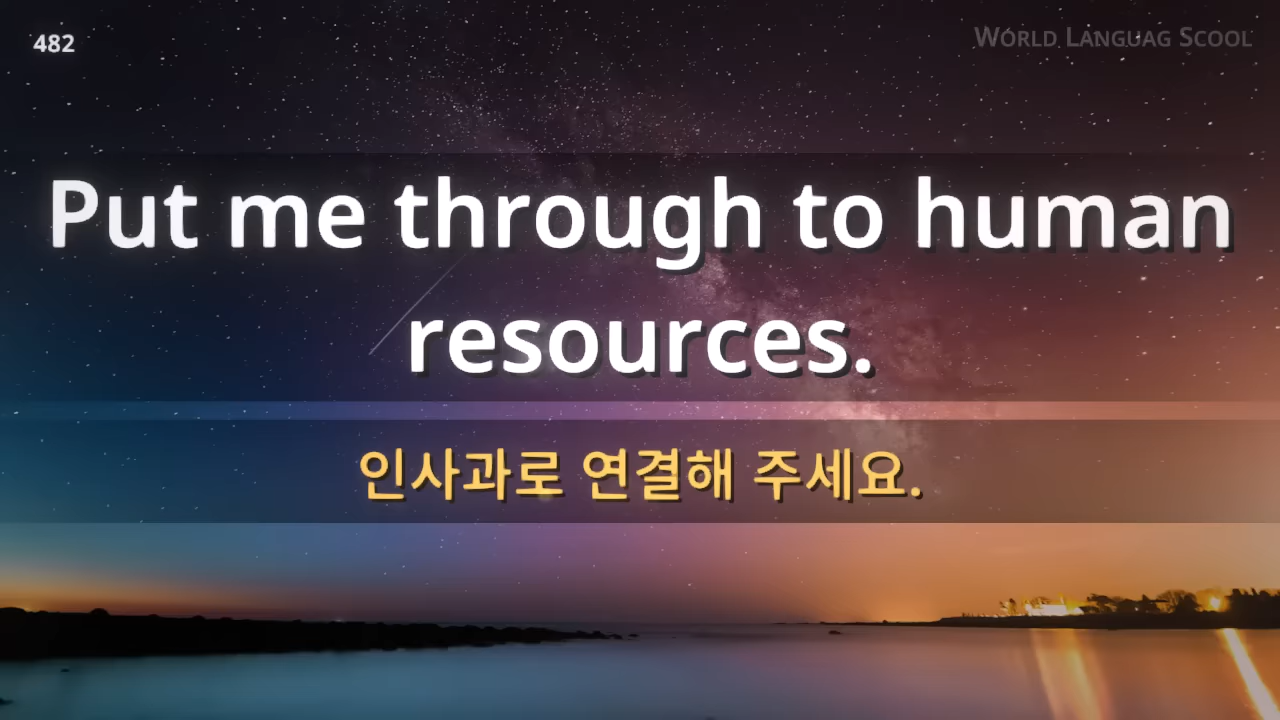 482
World Languag Scool
Put me through to human
resources.
인사과로 연결해 주세요.